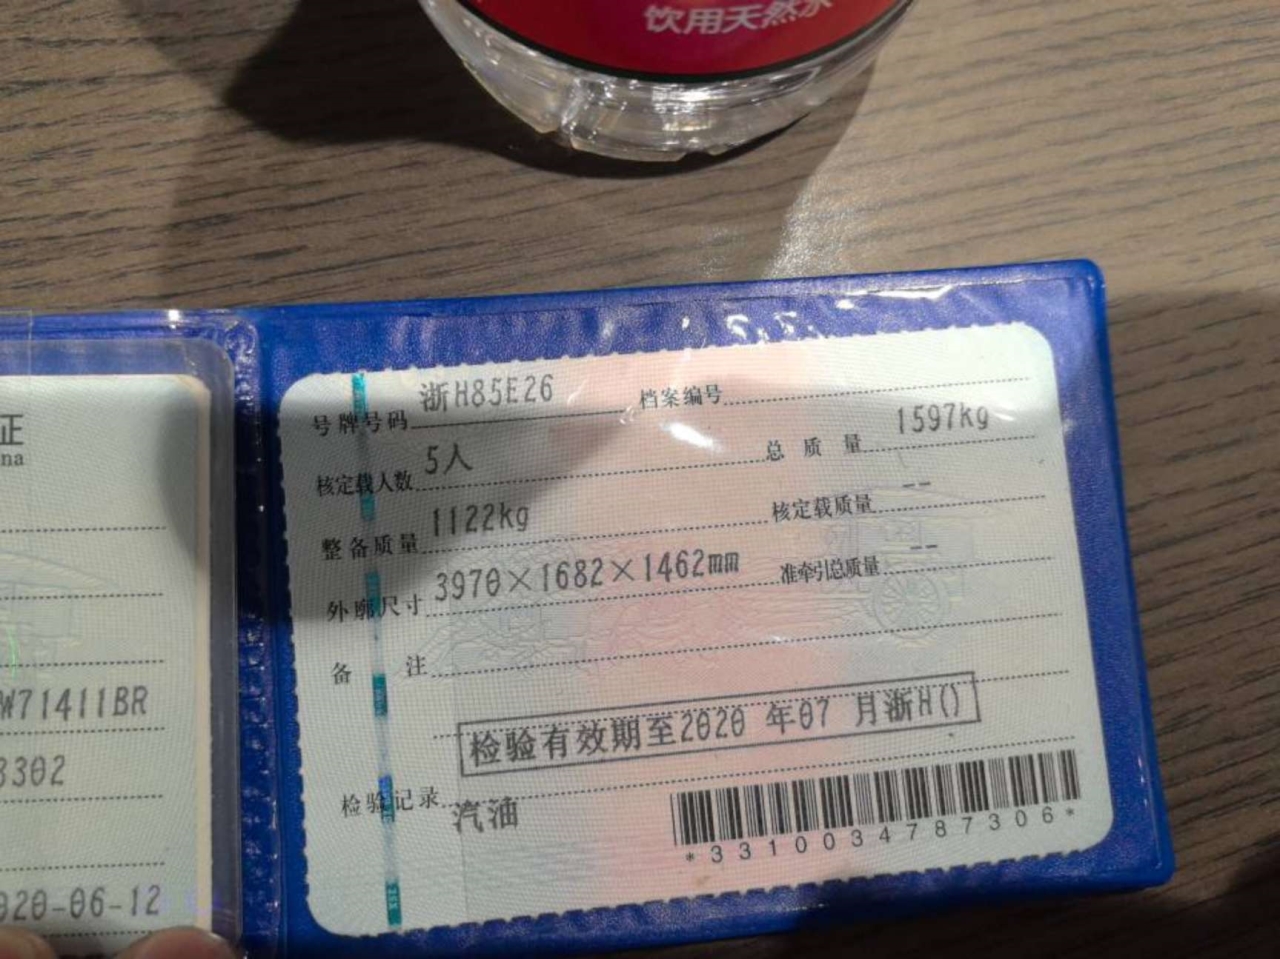 饮用天然水
证
na
W71411BR
3302
020-06-12
号牌号码 浙H85E26 档案编号
核定载人数 5人 总质量 1597kg
整备质量 1122kg 核定载质量 --
外廓尺寸 3970×1682×1462mm 准牵引总质量 --
备注
检验有效期至2020 年07 月浙H()
检验记录 汽油
*3310034787306*